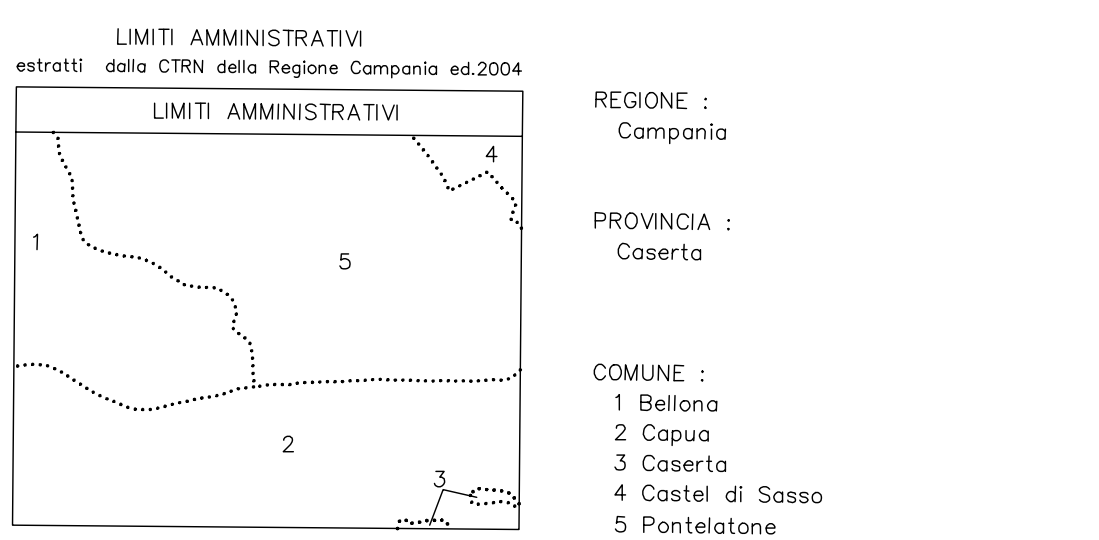 LIMITI AMMINISTRATIVI
estratti dalla CTRN della Regione Campania ed.2004
LIMITI AMMINISTRATIVI
4
1
5
2
3
REGIONE :
Campania
PROVINCIA :
Caserta
COMUNE :
1 Bellona
2 Capua
3 Caserta
4 Castel di Sasso
5 Pontelatone